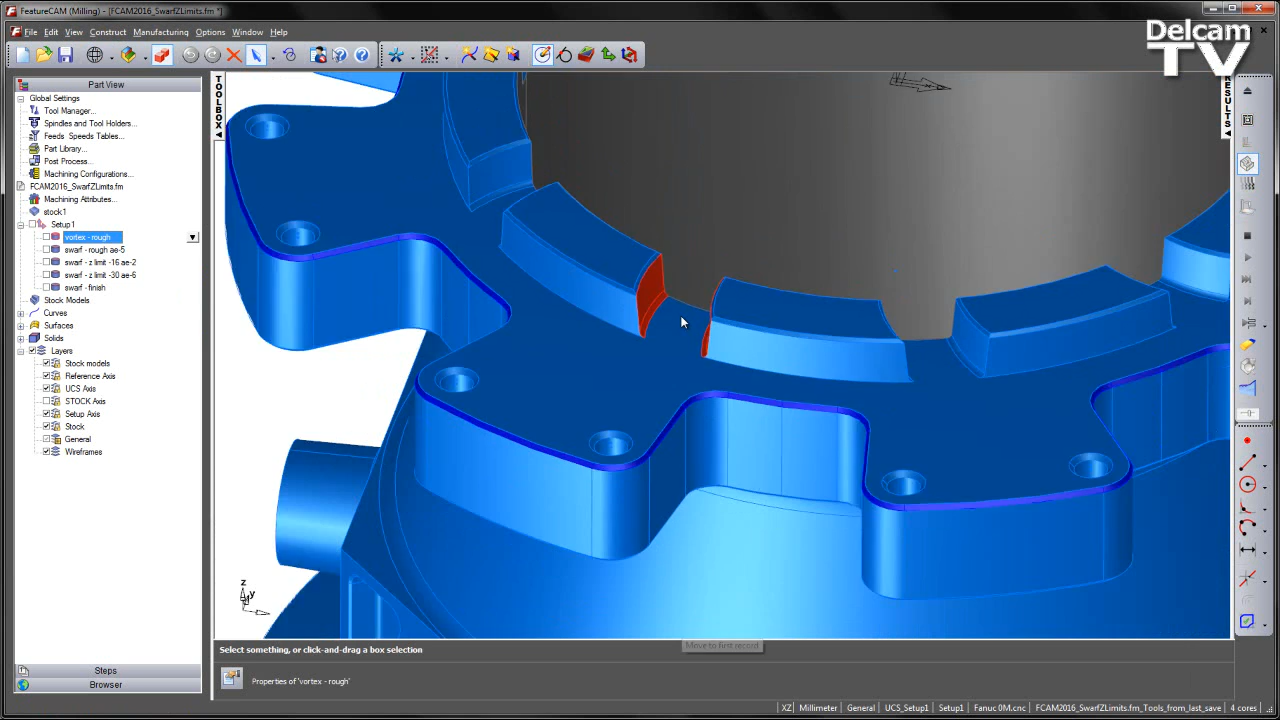 FeatureCAM (Milling) - [FCAM2016_SwarfZLimits.fm *]
File Edit View Construct Manufacturing Options Window Help
Delcam
TV
Part View
Global Settings
Tool Manager...
Spindles and Tool Holders...
Feeds Speeds Tables...
Part Library...
Post Process...
Machining Configurations...
FCAM2016_SwarfZLimits.fm
Machining Attributes...
stock1
Setup1
vortex - rough
swarf - rough ae-5
swarf - z limit -16 ae-2
swarf - z limit -30 ae-6
swarf - finish
Stock Models
Curves
Surfaces
Solids
Layers
Stock models
Reference Axis
UCS Axis
STOCK Axis
Setup Axis
Stock
General
Wireframes
Steps
Browser
TOOLBOX
RESULTS
z
y
Move to first record
Select something, or click-and-drag a box selection
Properties of 'vortex - rough'
XZ Millimeter General UCS_Setup1 Setup1 Fanuc 0M.cnc FCAM2016_SwarfZLimits.fm_Tools_from_last_save 4 cores